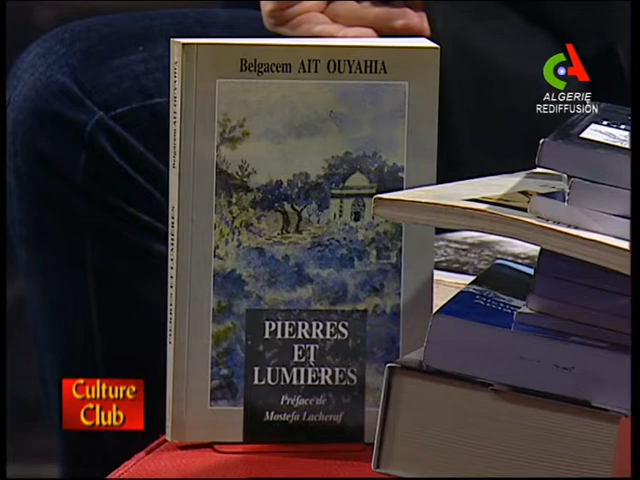 Belgacem AIT OUYAHIA
PIERRES
ET
LUMIÈRES
Préface de
Mostefa Lacheraf
Belgacem AIT OUYAHIA
PIERRES ET LUMIÈRES
ALGERIE
REDIFFUSION
Culture
Club